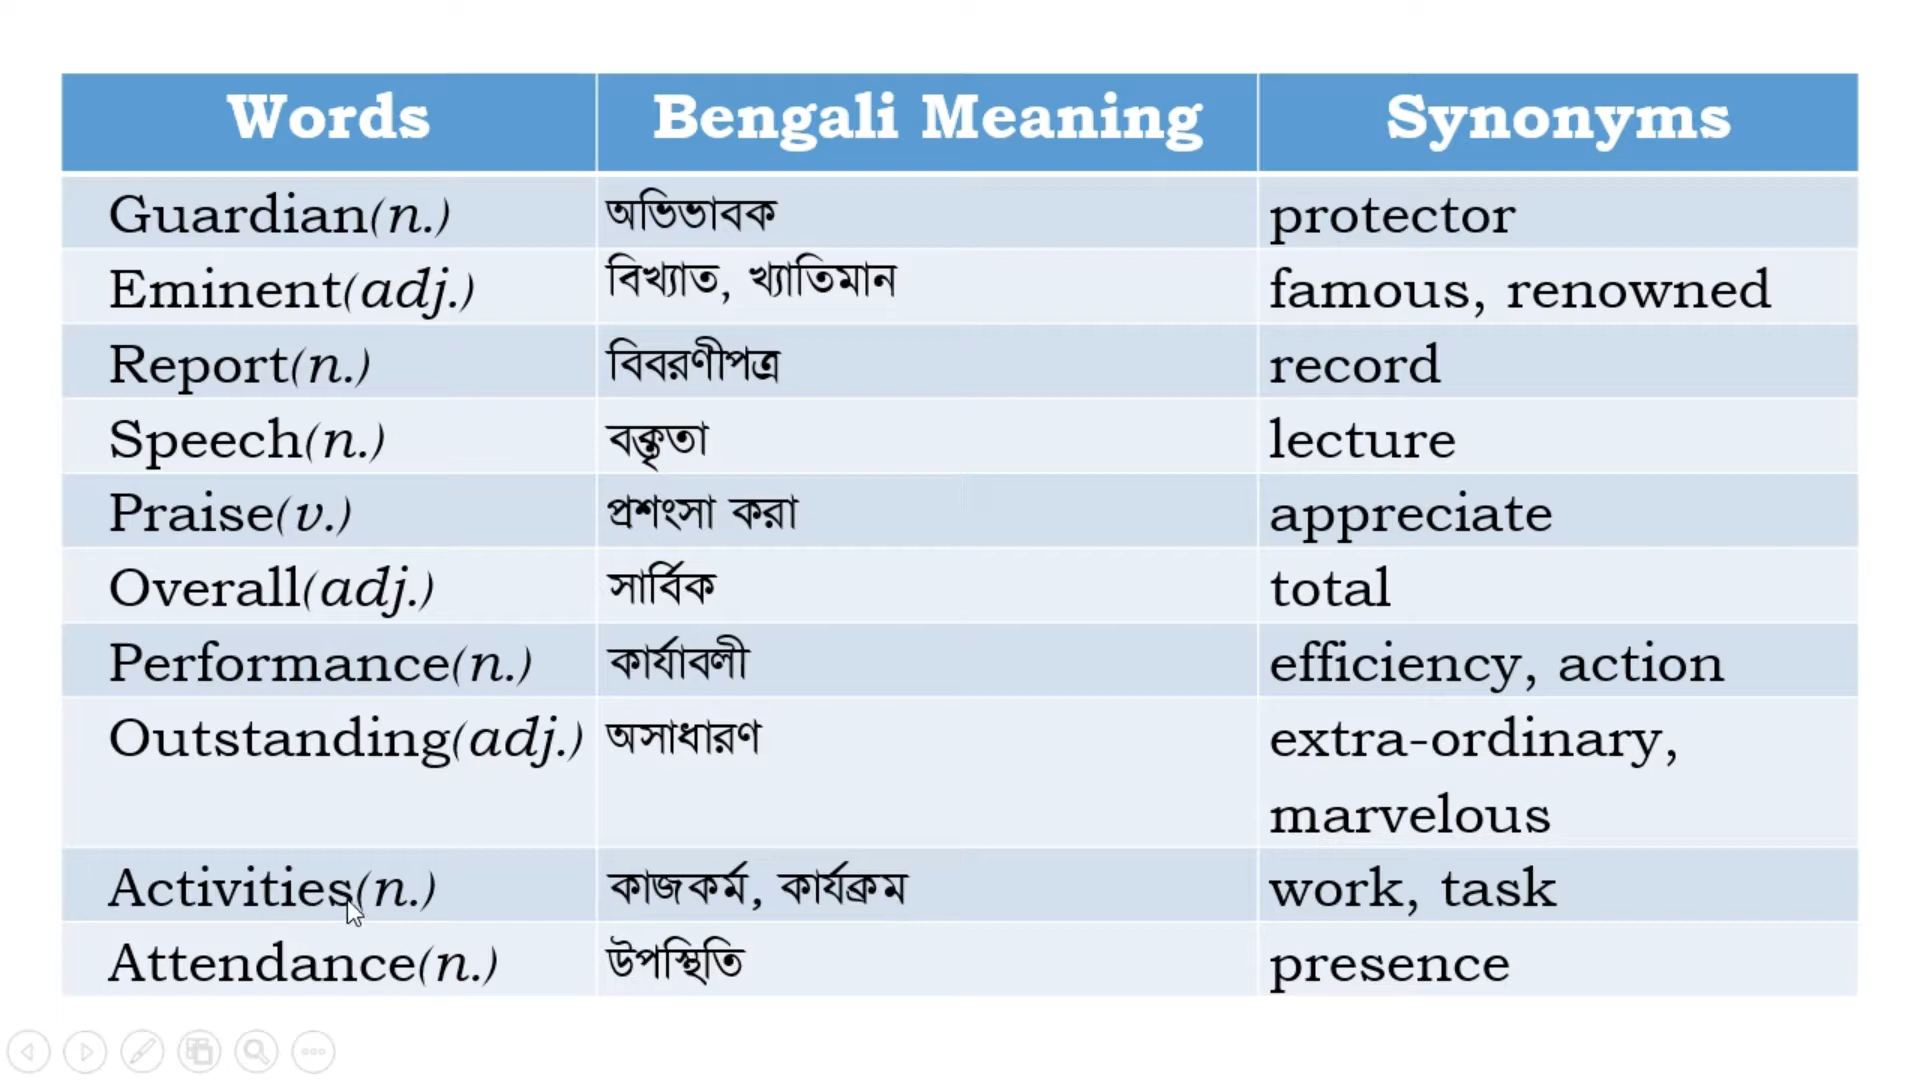 Words Bengali Meaning Synonyms
Guardian(n.) অভিভাবক protector
Eminent(adj.) বিখ্যাত, খ্যাতিমান famous, renowned
Report(n.) বিবরণীপত্র record
Speech(n.) বক্তৃতা lecture
Praise(v.) প্রশংসা করা appreciate
Overall(adj.) সার্বিক total
Performance(n.) কার্যাবলী efficiency, action
Outstanding(adj.) অসাধারণ extra-ordinary,
marvelous
Activities(n.) কাজকর্ম, কার্যক্রম work, task
Attendance(n.) উপস্থিতি presence